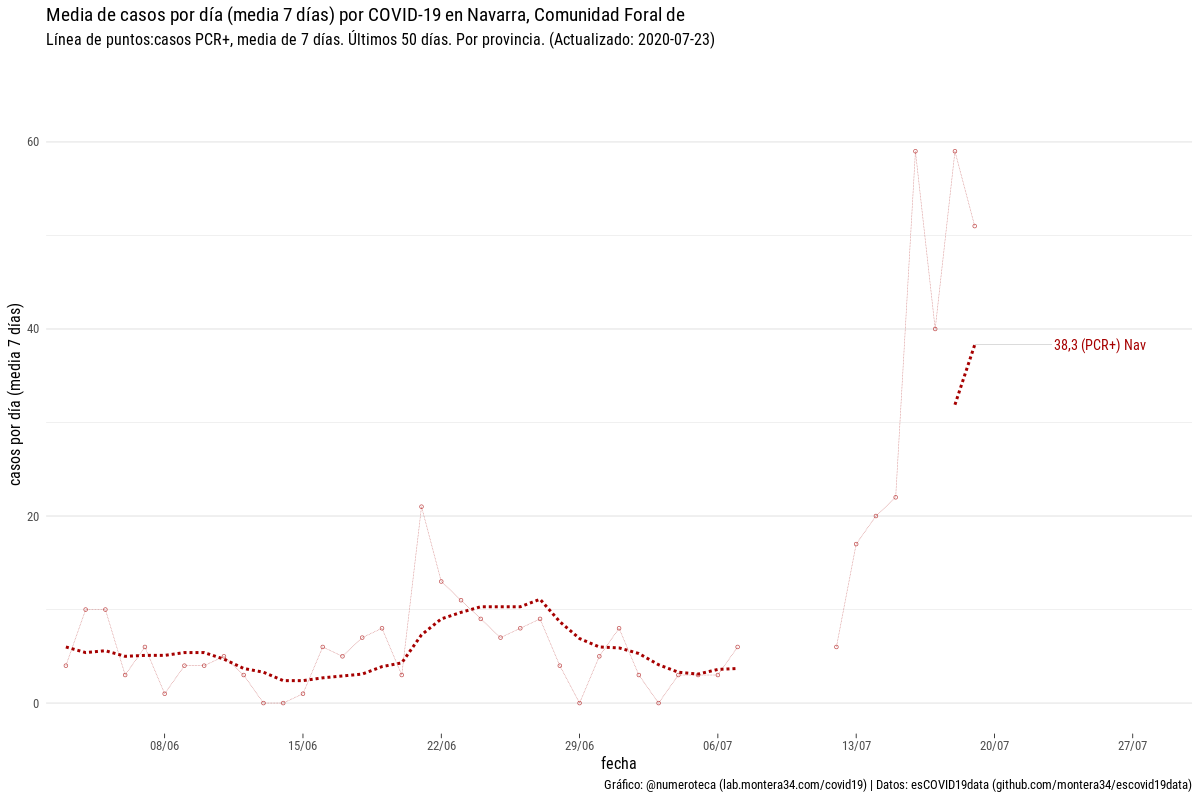 Media de casos por día (media 7 días) por COVID-19 en Navarra, Comunidad Foral de
Línea de puntos:casos PCR+, media de 7 días. Últimos 50 días. Por provincia. (Actualizado: 2020-07-23)
casos por día (media 7 días)
60
40
20
0
38,3 (PCR+) Nav
08/06
15/06
22/06
29/06
06/07
13/07
20/07
27/07
fecha
Gráfico: @numeroteca (lab.montera34.com/covid19) | Datos: esCOVID19data (github.com/montera34/escovid19data)